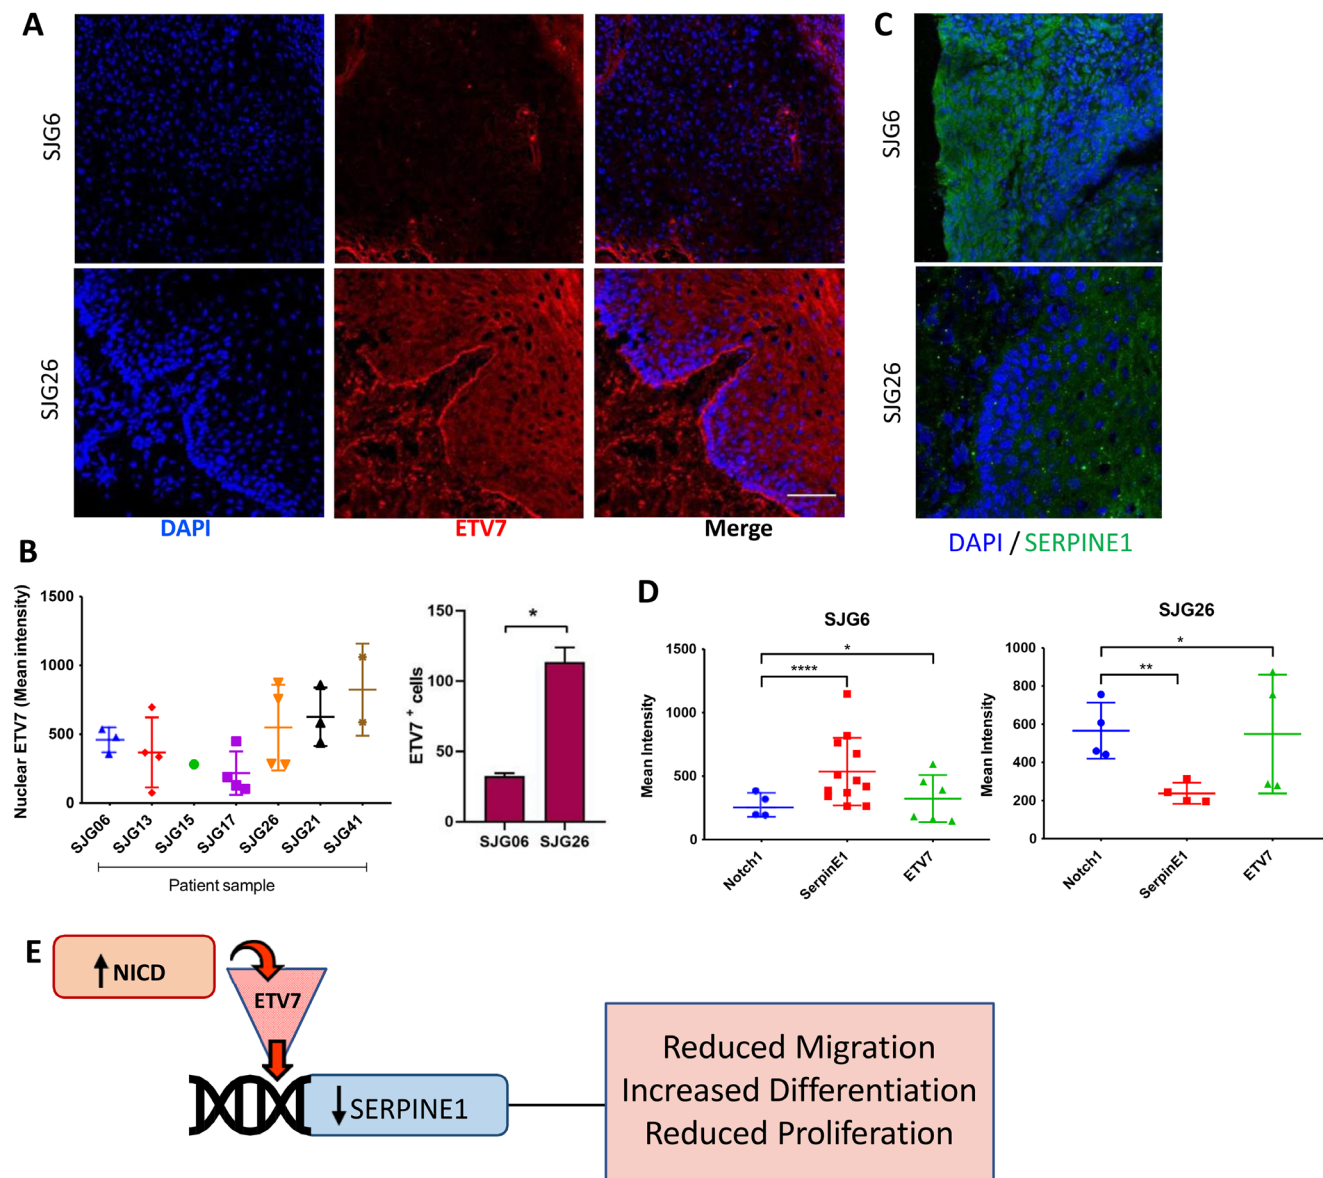 A
C
SJG6
SJG6
SJG26
SJG26
DAPI
ETV7
Merge
DAPI / SERPINE1
B
Nuclear ETV7 (Mean intensity)
1500
1000
500
0
SJG06
SJG13
SJG15
SJG17
SJG26
SJG21
SJG41
Patient sample
ETV7+ cells
150
100
50
0
*
SJG06
SJG26
D
SJG6
Mean Intensity
1500
1000
500
0
*
****
Notch1
SerpinE1
ETV7
SJG26
Mean Intensity
1000
800
600
400
200
0
*
**
Notch1
SerpinE1
ETV7
E
NICD
ETV7
SERPINE1
Reduced Migration
Increased Differentiation
Reduced Proliferation